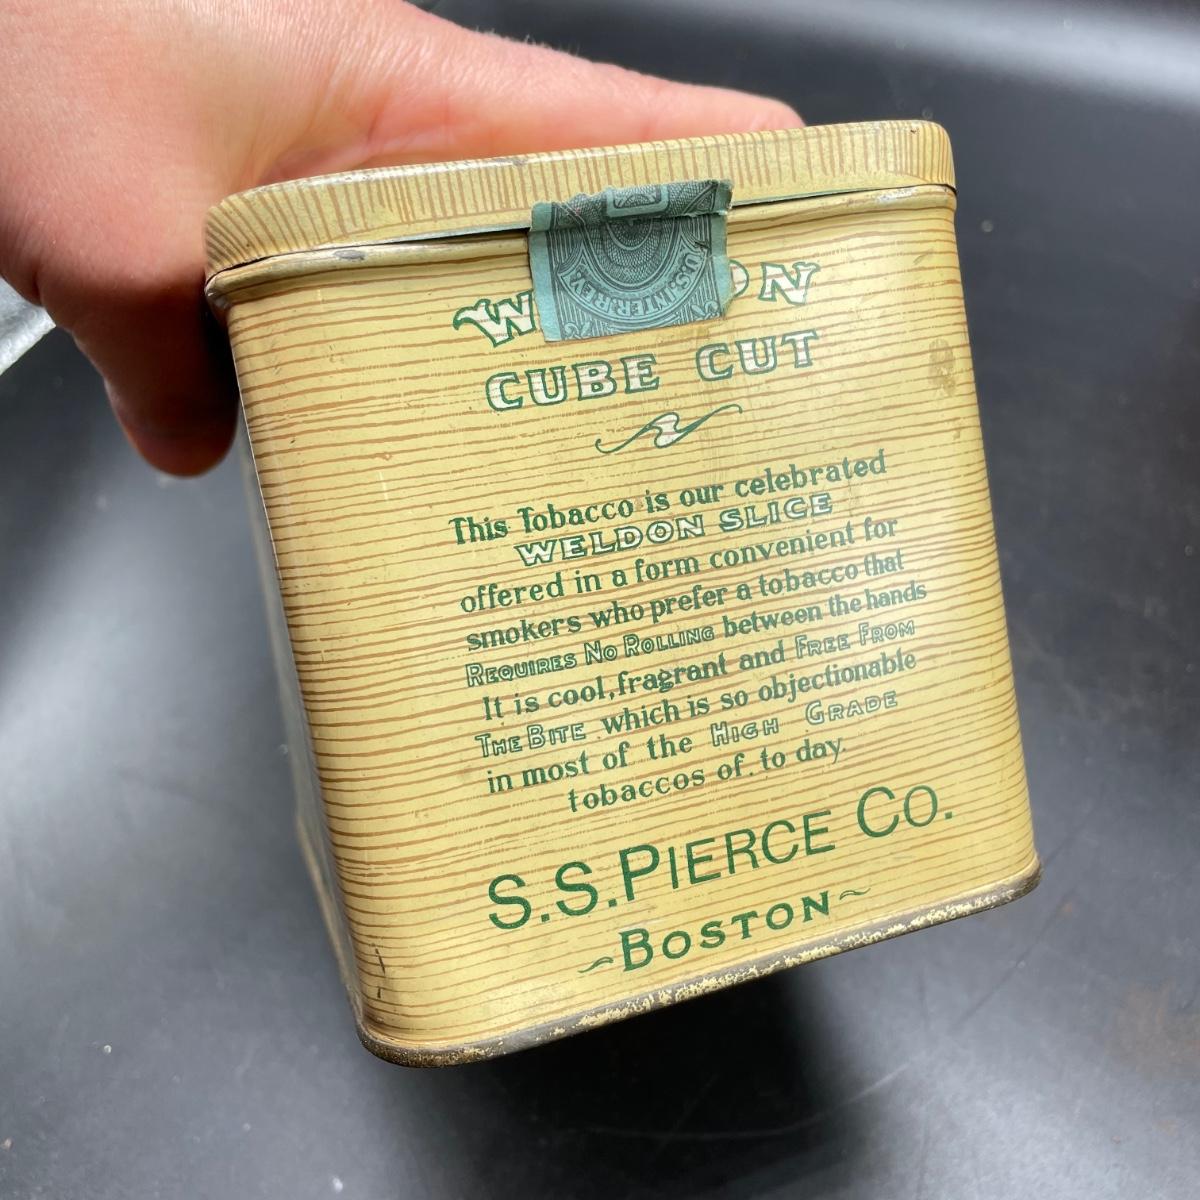 U.S. INTER. REV.
CUBE CUT
This Tobacco is our celebrated
WELDON SLICE
offered in a form convenient for
smokers who prefer a tobacco that
REQUIRES NO ROLLING between the hands
It is cool, fragrant and FREE FROM
THE BITE which is so objectionable
in most of the HIGH GRADE
tobaccos of. to day.
S.S. PIERCE CO.
BOSTON